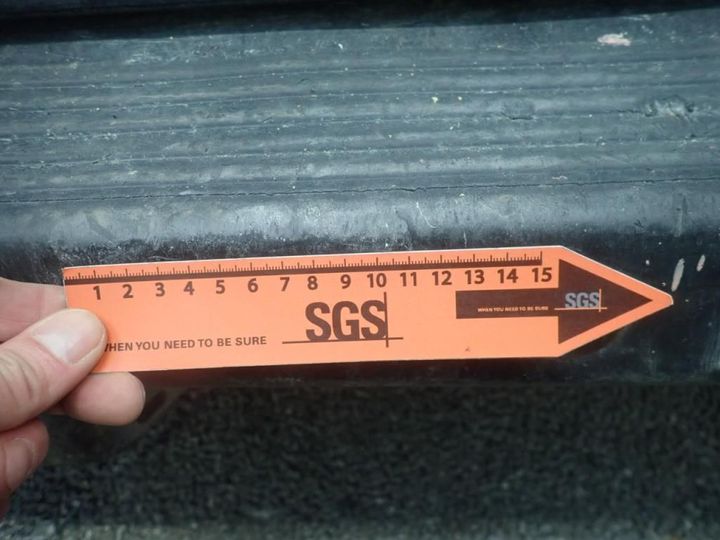 1 2 3 4 5 6 7 8 9 10 11 12 13 14 15
WHEN YOU NEED TO BE SURE
SGS
WHEN YOU NEED TO BE SURE
SGS